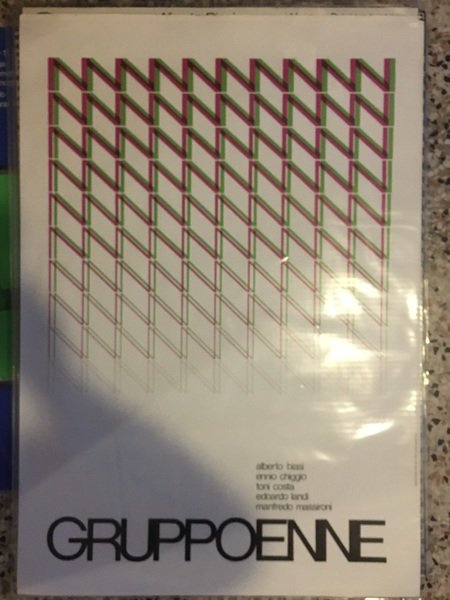 alberto biasi
ennio chiggio
toni costa
edoardo landi
manfredo massironi
GRUPPOENNE